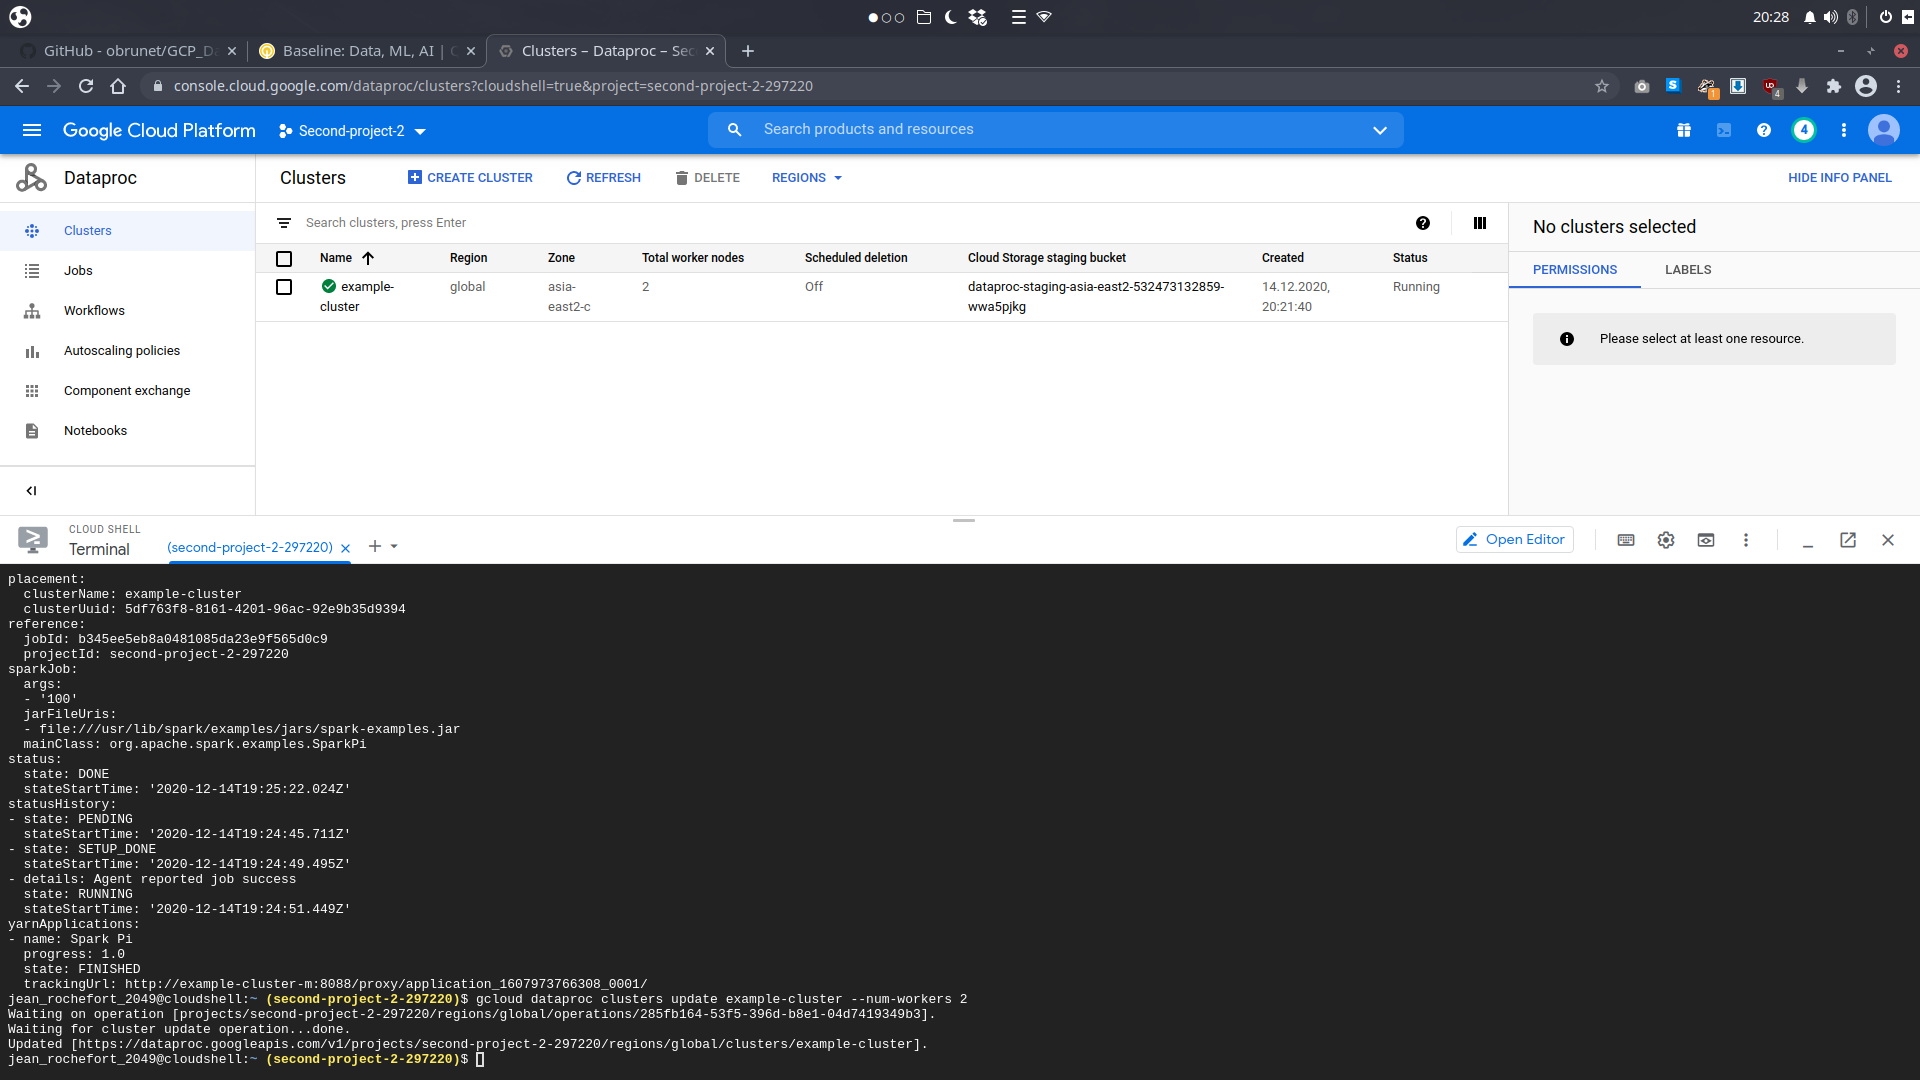 20:28
GitHub - obrunet/GCP_Da
Baseline: Data, ML, AI |
Clusters – Dataproc – Sec
console.cloud.google.com/dataproc/clusters?cloudshell=true&project=second-project-2-297220
1
4
Google Cloud Platform
Second-project-2
Search products and resources
4
Dataproc
Clusters
CREATE CLUSTER
REFRESH
DELETE
REGIONS
HIDE INFO PANEL
Clusters
Jobs
Workflows
Autoscaling policies
Component exchange
Notebooks
Search clusters, press Enter
Name
Region
Zone
Total worker nodes
Scheduled deletion
Cloud Storage staging bucket
Created
Status
example-
cluster
global
asia-
east2-c
2
Off
dataproc-staging-asia-east2-532473132859-
wwa5pjkg
14.12.2020,
20:21:40
Running
No clusters selected
PERMISSIONS
LABELS
Please select at least one resource.
CLOUD SHELL
Terminal
(second-project-2-297220)
Open Editor
placement:
clusterName: example-cluster
clusterUuid: 5df763f8-8161-4201-96ac-92e9b35d9394
reference:
jobId: b345ee5eb8a0481085da23e9f565d0c9
projectId: second-project-2-297220
sparkJob:
args:
- '100'
jarFileUris:
- file:///usr/lib/spark/examples/jars/spark-examples.jar
mainClass: org.apache.spark.examples.SparkPi
status:
state: DONE
stateStartTime: '2020-12-14T19:25:22.024Z'
statusHistory:
- state: PENDING
stateStartTime: '2020-12-14T19:24:45.711Z'
- state: SETUP_DONE
stateStartTime: '2020-12-14T19:24:49.495Z'
- details: Agent reported job success
state: RUNNING
stateStartTime: '2020-12-14T19:24:51.449Z'
yarnApplications:
- name: Spark Pi
progress: 1.0
state: FINISHED
trackingUrl: http://example-cluster-m:8088/proxy/application_1607973766308_0001/
jean_rochefort_2049@cloudshell:~ (second-project-2-297220)$ gcloud dataproc clusters update example-cluster --num-workers 2
Waiting on operation [projects/second-project-2-297220/regions/global/operations/285fb164-53f5-396d-b8e1-04d7419349b3].
Waiting for cluster update operation...done.
Updated [https://dataproc.googleapis.com/v1/projects/second-project-2-297220/regions/global/clusters/example-cluster].
jean_rochefort_2049@cloudshell:~ (second-project-2-297220)$